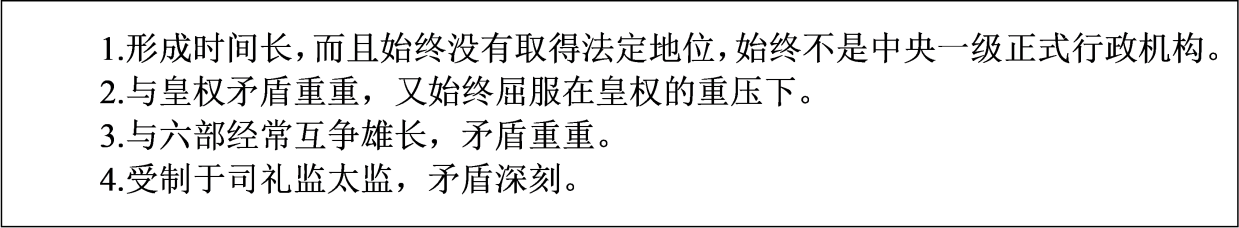 1.形成时间长，而且始终没有取得法定地位，始终不是中央一级正式行政机构。
2.与皇权矛盾重重，又始终屈服在皇权的重压下。
3.与六部经常互争雄长，矛盾重重。
4.受制于司礼监太监，矛盾深刻。